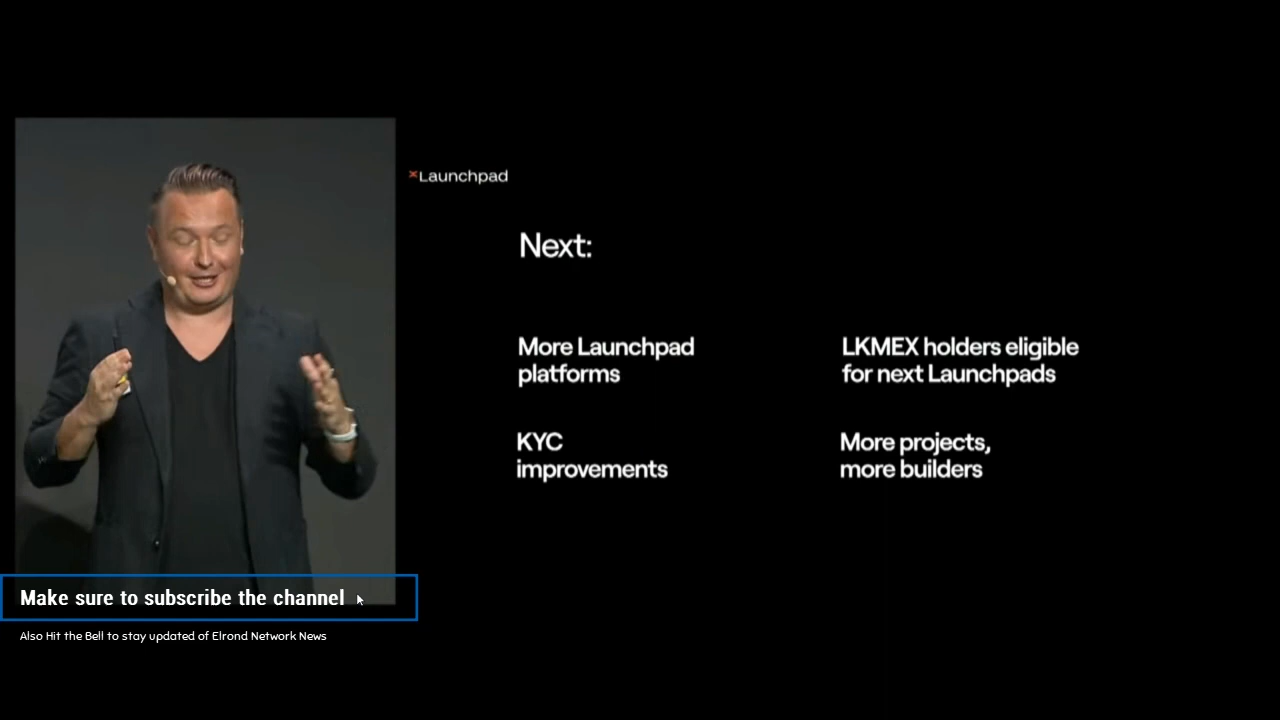 ×Launchpad
Next:
More Launchpad
platforms
LKMEX holders eligible
for next Launchpads
KYC
improvements
More projects,
more builders
Make sure to subscribe the channel
Also Hit the Bell to stay updated of Elrond Network News